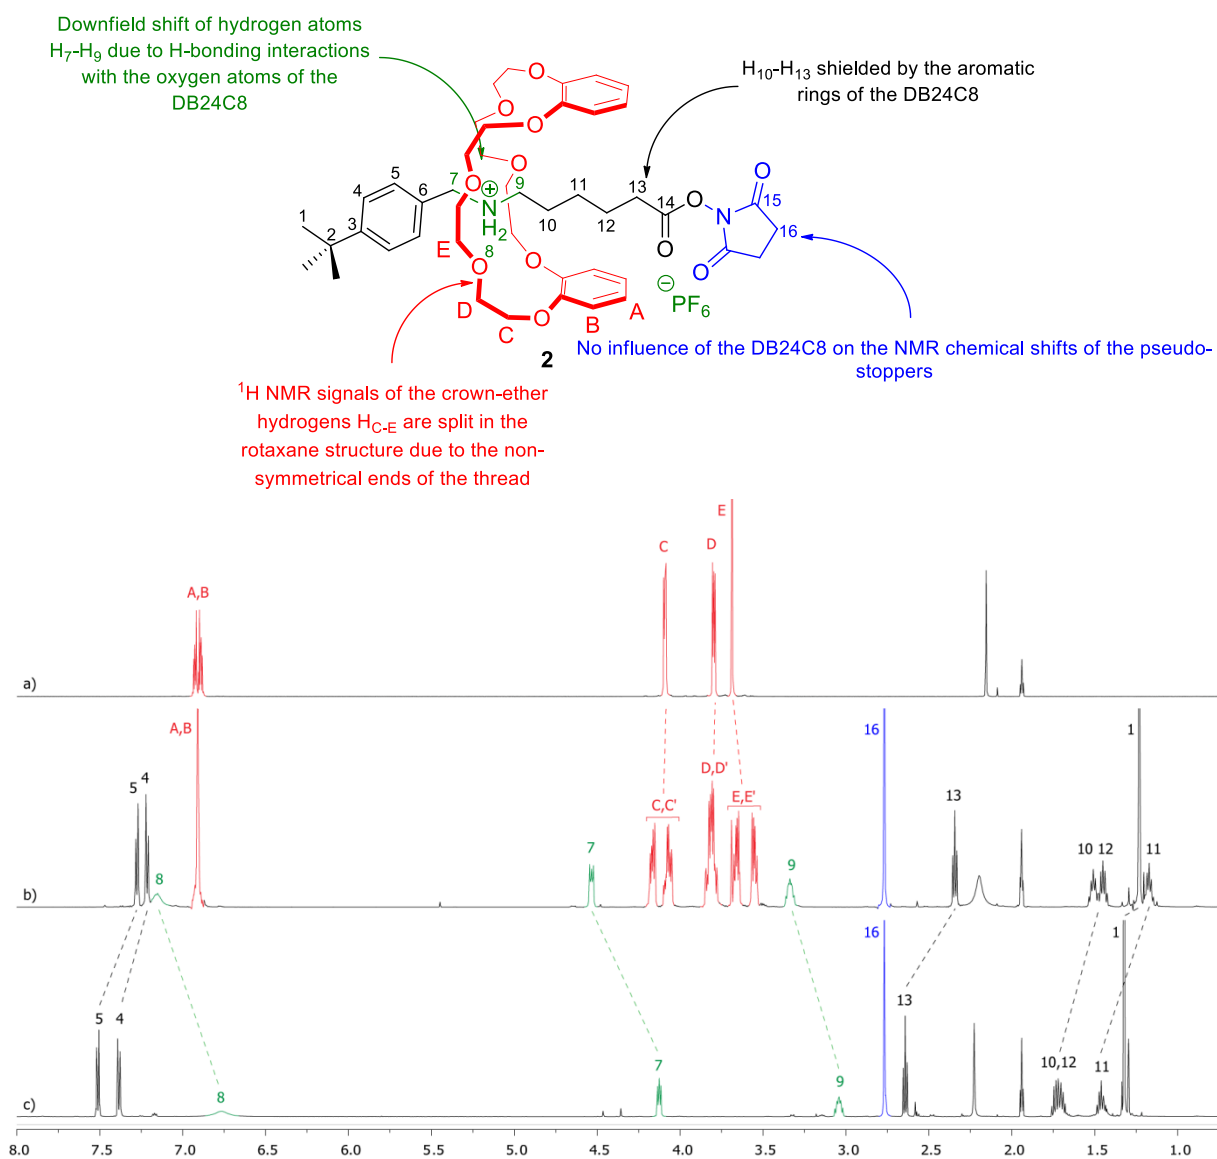 Downfield shift of hydrogen atoms
H7-H9 due to H-bonding interactions
with the oxygen atoms of the
DB24C8
H10-H13 shielded by the aromatic
rings of the DB24C8
O
O
O
O
O
O
O
O
1
2
3
4
5
6
7
N
+
H2
8
9
10
11
12
13
14
O
O
N
O
15
16
O
⊖
PF6
E
D
C
B
A
2
No influence of the DB24C8 on the NMR chemical shifts of the pseudo-
stoppers
1H NMR signals of the crown-ether
hydrogens HC-E are split in the
rotaxane structure due to the non-
symmetrical ends of the thread
A,B
C
D
E
a)
5
4
8
A,B
7
C,C'
D,D'
E,E'
9
16
13
10
12
1
11
b)
5
4
8
7
9
16
13
10,12
11
1
c)
8.0 7.5 7.0 6.5 6.0 5.5 5.0 4.5 4.0 3.5 3.0 2.5 2.0 1.5 1.0